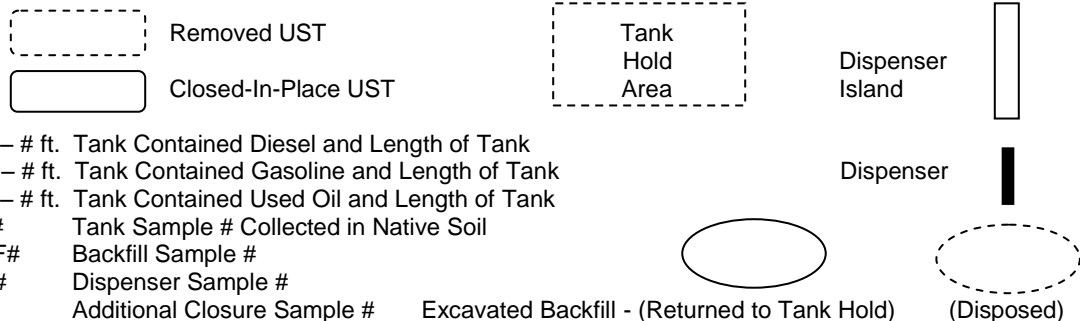 Removed UST
Tank
Hold
Area
Dispenser
Island
Closed-In-Place UST
– # ft. Tank Contained Diesel and Length of Tank
– # ft. Tank Contained Gasoline and Length of Tank
Dispenser
– # ft. Tank Contained Used Oil and Length of Tank
# Tank Sample # Collected in Native Soil
F# Backfill Sample #
# Dispenser Sample #
Additional Closure Sample # Excavated Backfill - (Returned to Tank Hold) (Disposed)